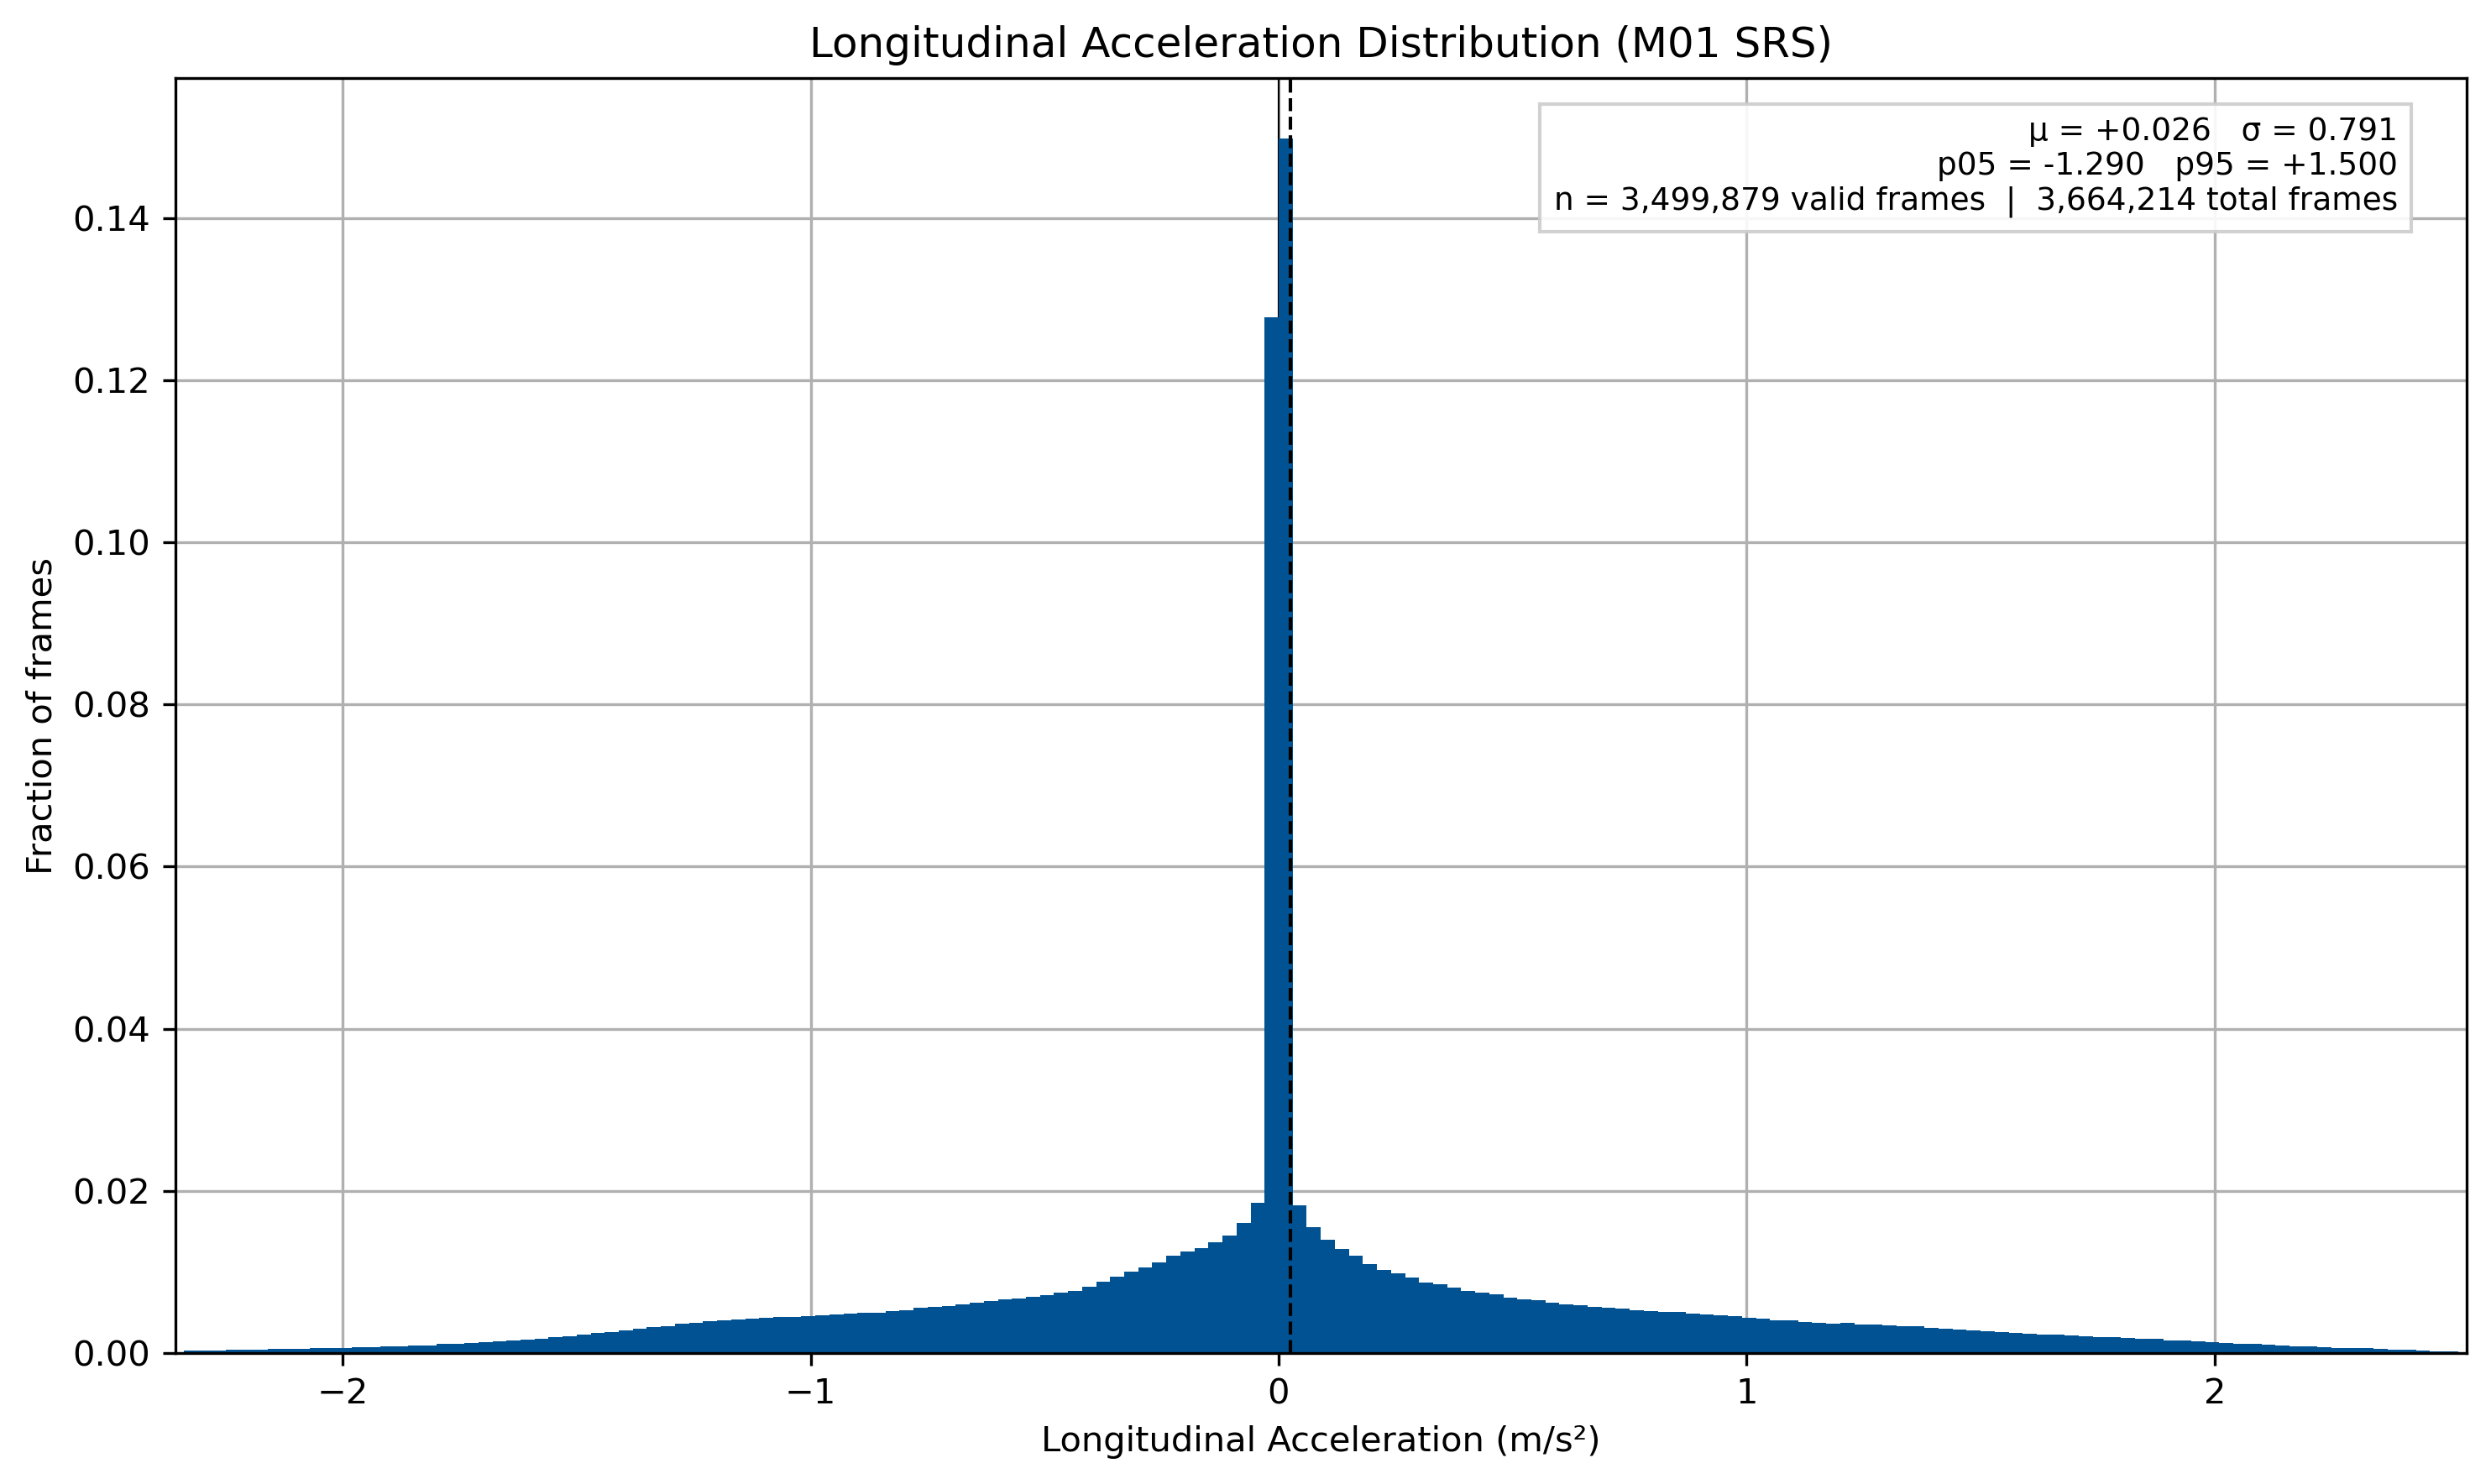 Longitudinal Acceleration Distribution (M01 SRS)
µ = +0.026   σ = 0.791
p05 = -1.290   p95 = +1.500
n = 3,499,879 valid frames  |  3,664,214 total frames
0.14
0.12
0.10
0.08
0.06
0.04
0.02
0.00
Fraction of frames
−2
−1
0
1
2
Longitudinal Acceleration (m/s²)